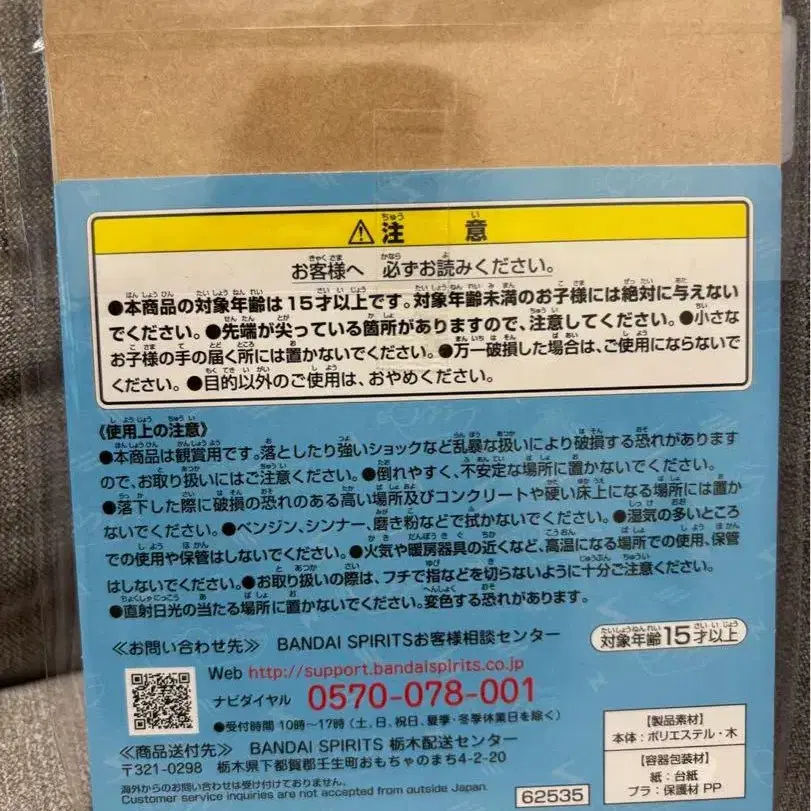 ⚠注意
お客様へ 必ずお読みください。
●本商品の対象年齢は15才以上です。対象年齢未満のお子様には絶対に与えない
でください。●先端が尖っている箇所がありますので、注意してください。●小さな
お子様の手の届く所には置かないでください。●万一破損した場合は、ご使用にならないで
ください。●目的以外のご使用は、おやめください。
《使用上の注意》
●本商品は観賞用です。落としたり強いショックなど乱暴な扱いにより破損する恐れがあります
ので、お取り扱いにはご注意ください。●倒れやすく、不安定な場所に置かないでください。
●落下した際に破損の恐れのある高い場所及びコンクリートや硬い床上になる場所には置か
ないでください。●ベンジン、シンナー、磨き粉などで拭かないでください。●湿気の多いところ
での使用や保管はしないでください。●火気や暖房器具の近くなど、高温になる場所での使用、保管
はしないでください。●お取り扱いの際は、フチで指などを切らないように十分ご注意ください。
●直射日光の当たる場所に置かないでください。変色する恐れがあります。
≪お問い合わせ先≫ BANDAI SPIRITSお客様相談センター
対象年齢15才以上
Web http://support.bandaispirits.co.jp
ナビダイヤル 0570-078-001
●受付時間 10時〜17時(土、日、祝日、夏季・冬季休業日を除く)
≪商品送付先≫ BANDAI SPIRITS 栃木配送センター
〒321-0298 栃木県下都賀郡壬生町おもちゃのまち4-2-20
海外からのお問い合わせは受け付けておりません。
Customer service inquiries are not accepted from outside Japan.
62535
【製品素材】
本体:ポリエステル・木
【容器包装材】
紙:台紙
プラ:保護材 PP